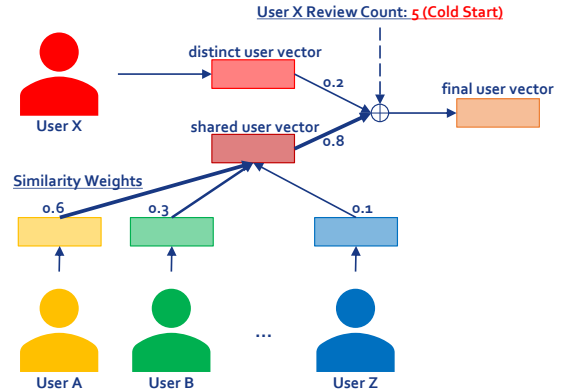 User X Review Count: 5 (Cold Start)
distinct user vector
0.2
final user vector
User X
shared user vector
0.8
Similarity Weights
0.6
0.3
0.1
...
User A
User B
User Z